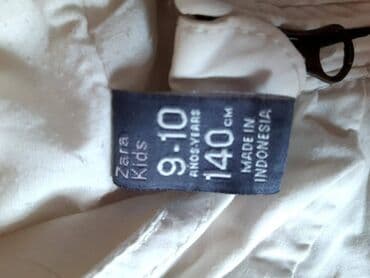 Zara
Kids
9-10
AÑOS-YEARS
140 CM
MADE IN
INDONESIA